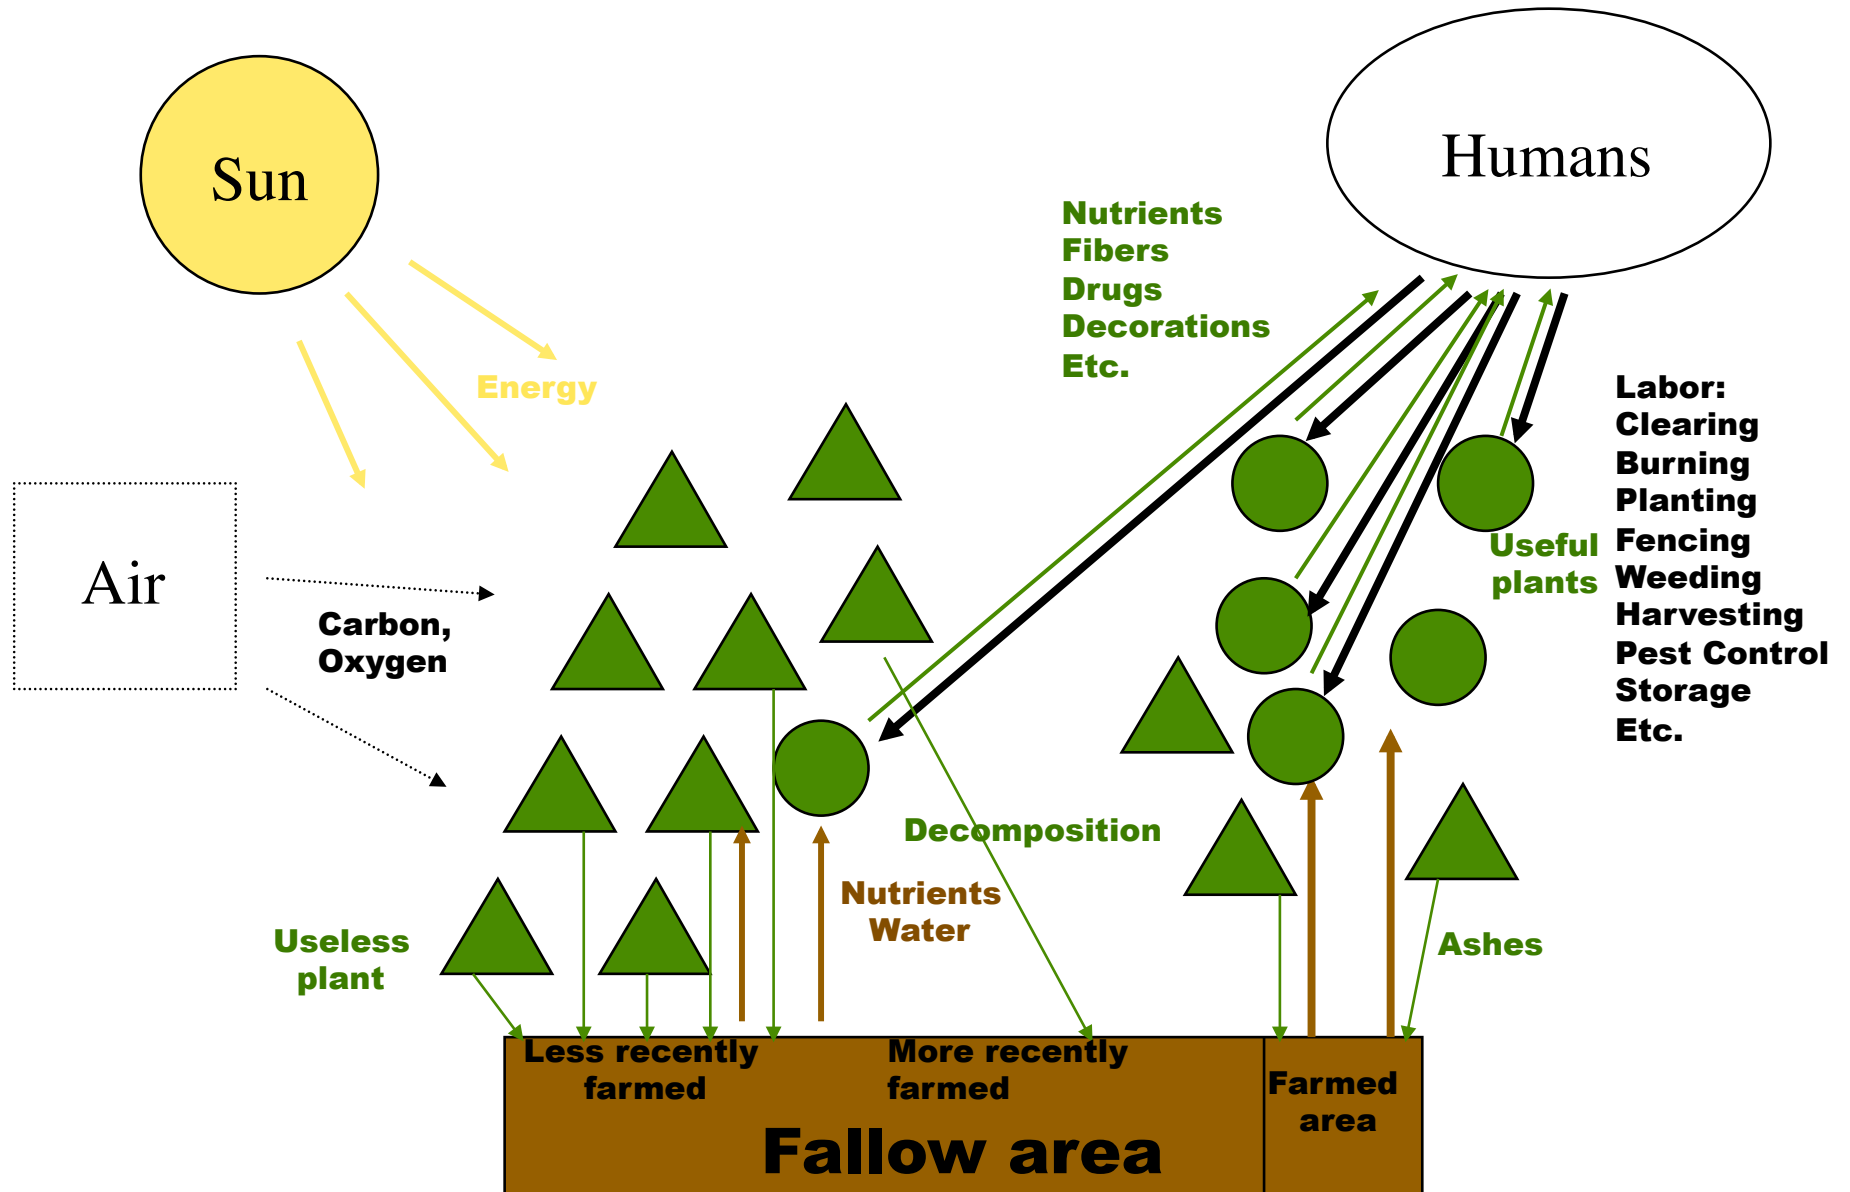 Sun
Humans
Nutrients
Fibers
Drugs
Decorations
Etc.
Energy
Labor:
Clearing
Burning
Planting
Fencing
Weeding
Harvesting
Pest Control
Storage
Etc.
Useful
plants
Air
Carbon,
Oxygen
Decomposition
Nutrients
Water
Useless
plant
Ashes
Less recently
farmed
More recently
farmed
Farmed
area
Fallow area